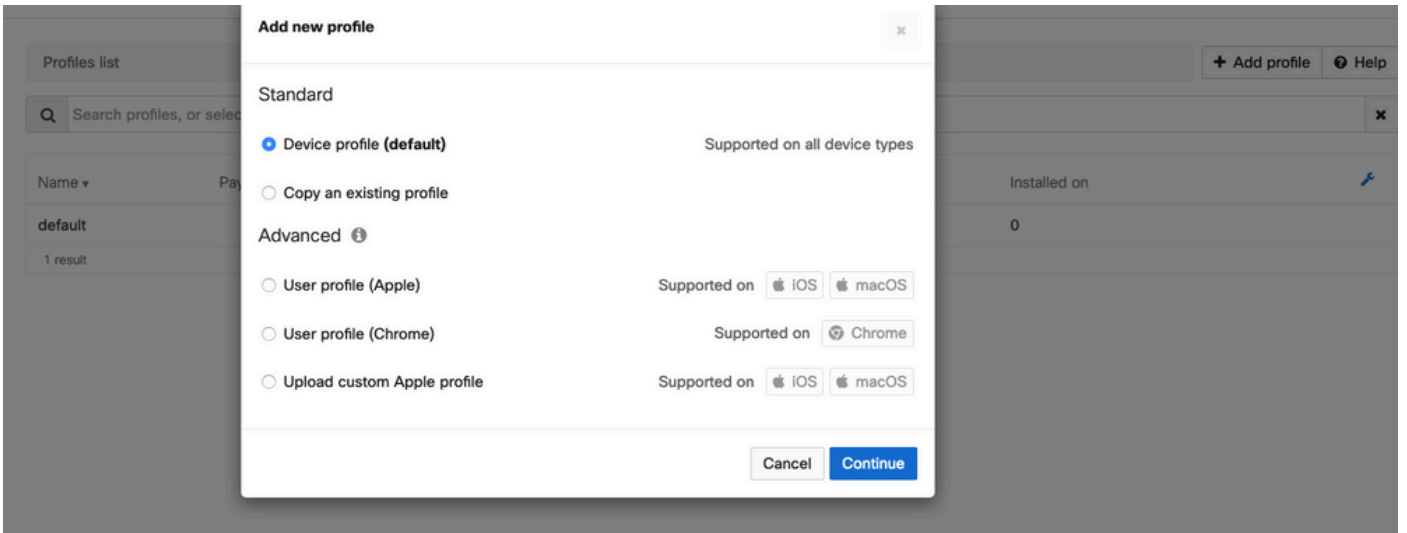 Add new profile
Profiles list
+ Add profile
Help
Standard
Search profiles, or selec
Device profile (default)
Supported on all device types
Name
Pay
Installed on
Copy an existing profile
default
0
Advanced
1 result
User profile (Apple)
Supported on iOS macOS
User profile (Chrome)
Supported on Chrome
Upload custom Apple profile
Supported on iOS macOS
Cancel
Continue